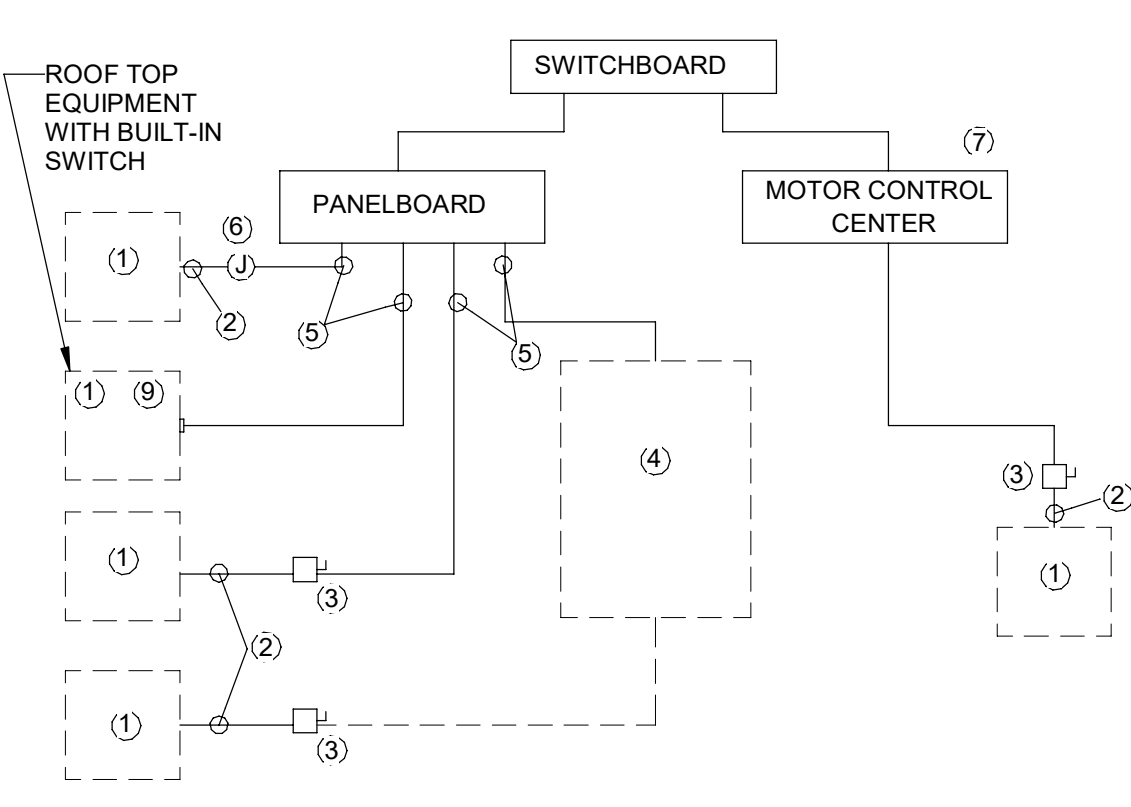 SWITCHBOARD
ROOF TOP
EQUIPMENT
WITH BUILT-IN
SWITCH
7
PANELBOARD
MOTOR CONTROL
CENTER
6
1
J
2
5
5
1 9
4
3
2
1
1
3
2
1
3